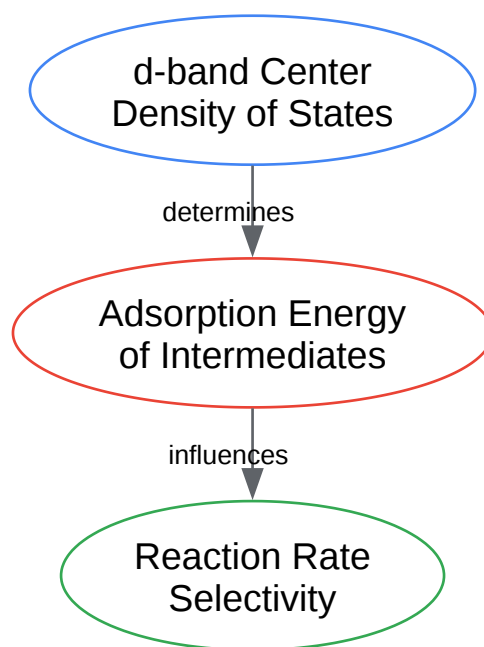 d-band Center
Density of States
determines
Adsorption Energy
of Intermediates
influences
Reaction Rate
Selectivity